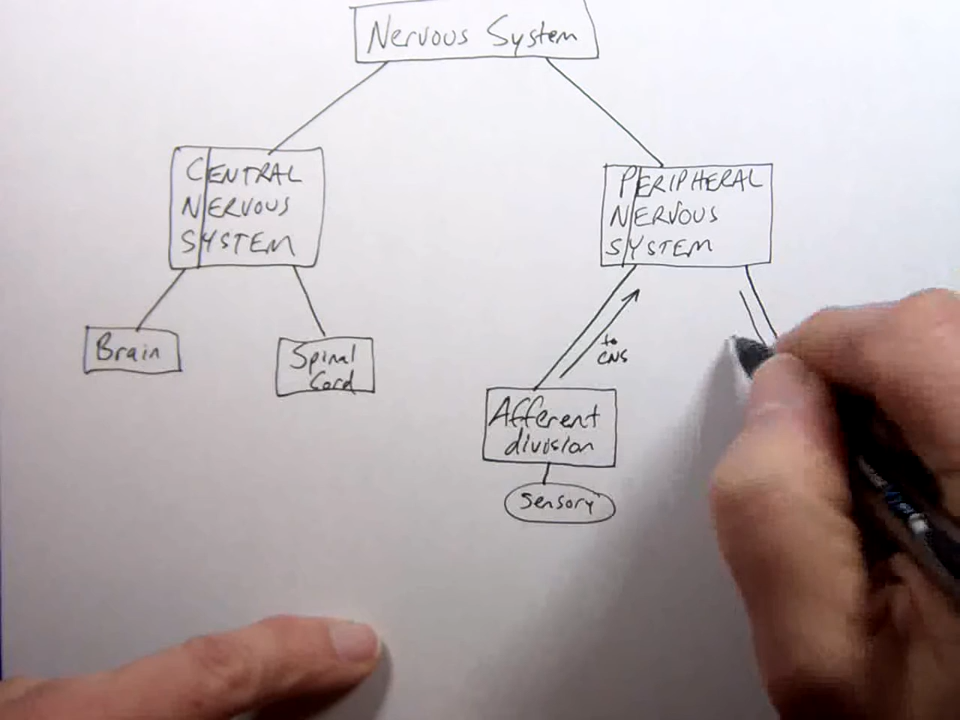 Nervous System
CENTRAL
NERVOUS
SYSTEM
PERIPHERAL
NERVOUS
SYSTEM
Brain
Spinal
Cord
to
CNS
Afferent
division
Sensory